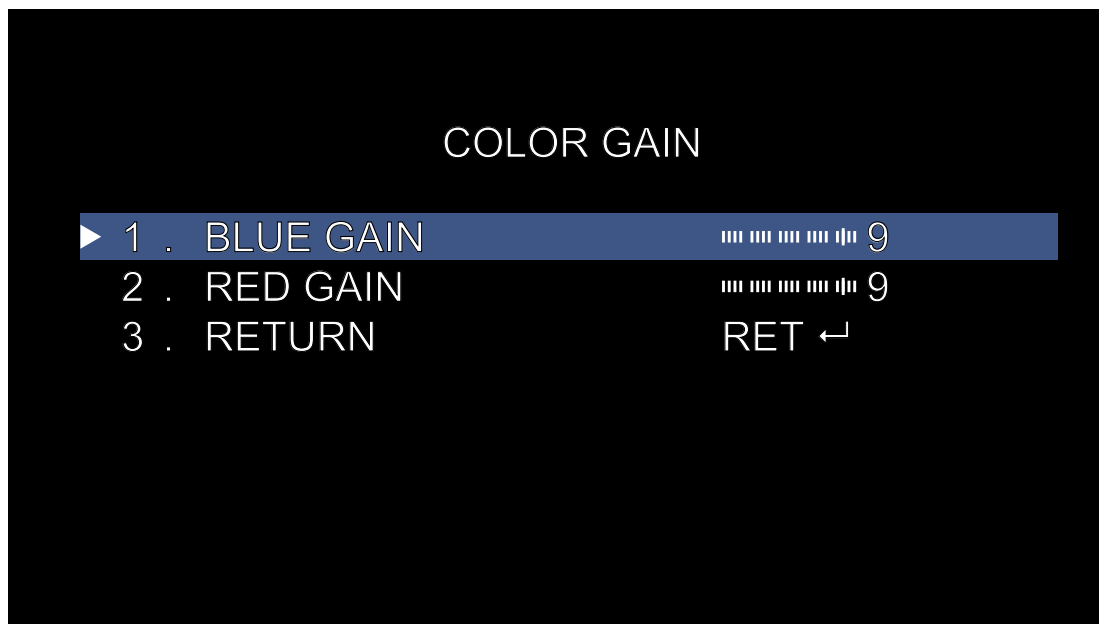 COLOR GAIN
1 . BLUE GAIN 9
2 . RED GAIN 9
3 . RETURN RET ↵